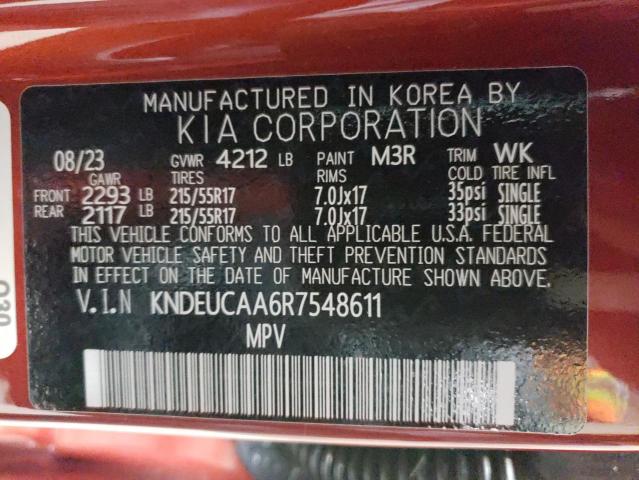 MANUFACTURED IN KOREA BY
KIA CORPORATION
08/23 GVWR 4212 LB PAINT M3R TRIM WK
GAWR TIRES RIMS COLD TIRE INFL
FRONT 2293 LB 215/55R17 7.0Jx17 35psi SINGLE
REAR 2117 LB 215/55R17 7.0Jx17 33psi SINGLE
THIS VEHICLE CONFORMS TO ALL APPLICABLE U.S.A. FEDERAL
MOTOR VEHICLE SAFETY BUMPER AND THEFT PREVENTION STANDARDS
IN EFFECT ON THE DATE OF MANUFACTURE SHOWN ABOVE.
V.I.N KNDEUCAA6R7548611
MPV
030